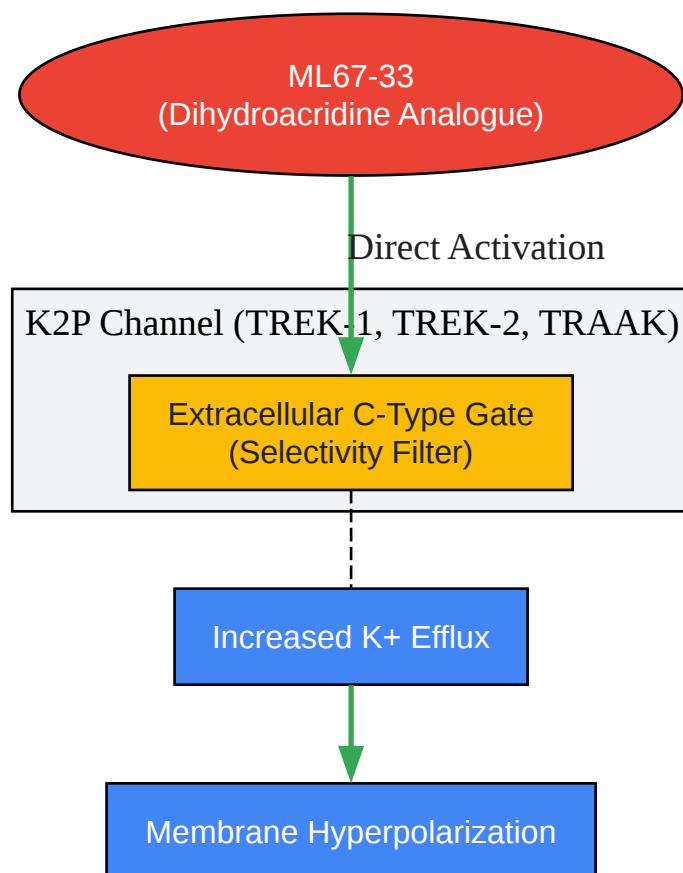 ML67-33
(Dihydroacridine Analogue)
Direct Activation
K2P Channel (TREK-1, TREK-2, TRAAK)
Extracellular C-Type Gate
(Selectivity Filter)
Increased K+ Efflux
Membrane Hyperpolarization